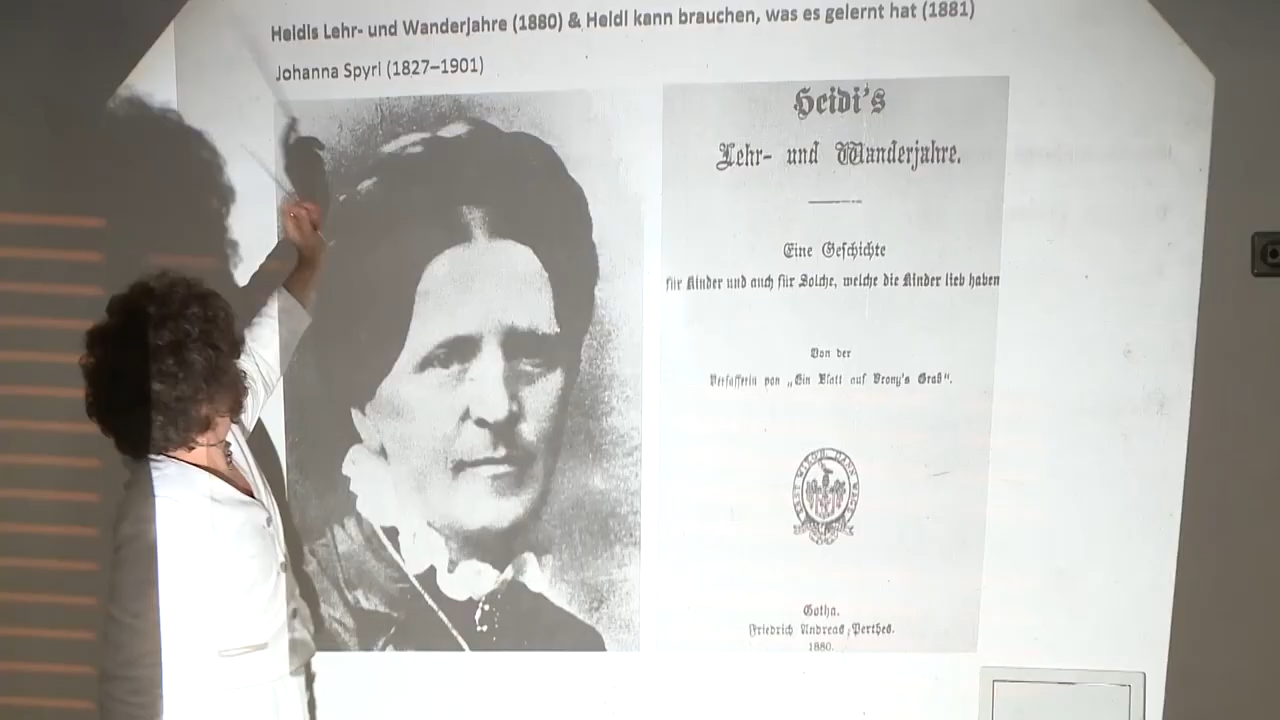 Heidis Lehr- und Wanderjahre (1880) & Heidi kann brauchen, was es gelernt hat (1881)
Johanna Spyri (1827–1901)
Heidi's
Lehr- und Wanderjahre.
Eine Geschichte
für Kinder und auch für Solche, welche die Kinder lieb haben
Von der
Verfasserin von „Ein Blatt auf Vrony's Grab".
Gotha.
Friedrich Andreas Perthes.
1880.